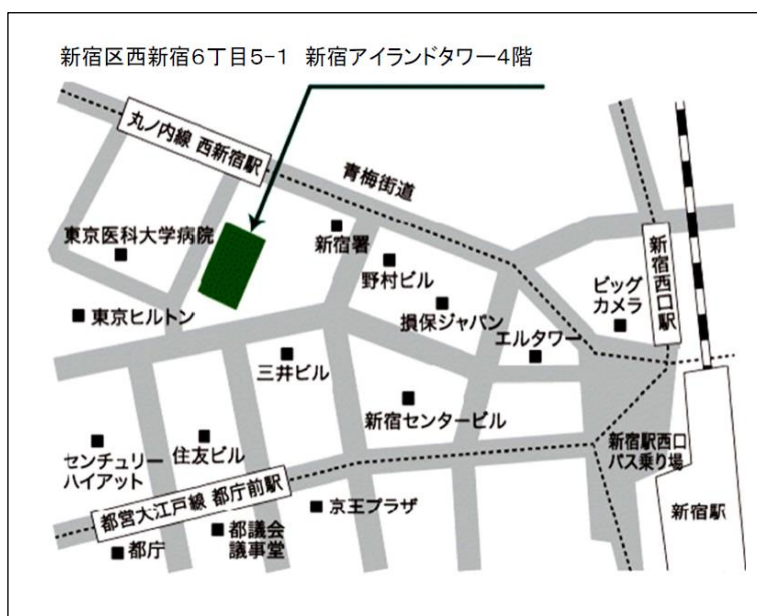 新宿区西新宿6丁目5-1 新宿アイランドタワー4階
丸ノ内線 西新宿駅
青梅街道
東京医科大学病院
新宿署
野村ビル
新宿西口駅
ビッグ
カメラ
東京ヒルトン
損保ジャパン
エルタワー
三井ビル
新宿センタービル
センチュリー
ハイアット
住友ビル
新宿駅西口
バス乗り場
都営大江戸線 都庁前駅
京王プラザ
新宿駅
都庁
都議会
議事堂